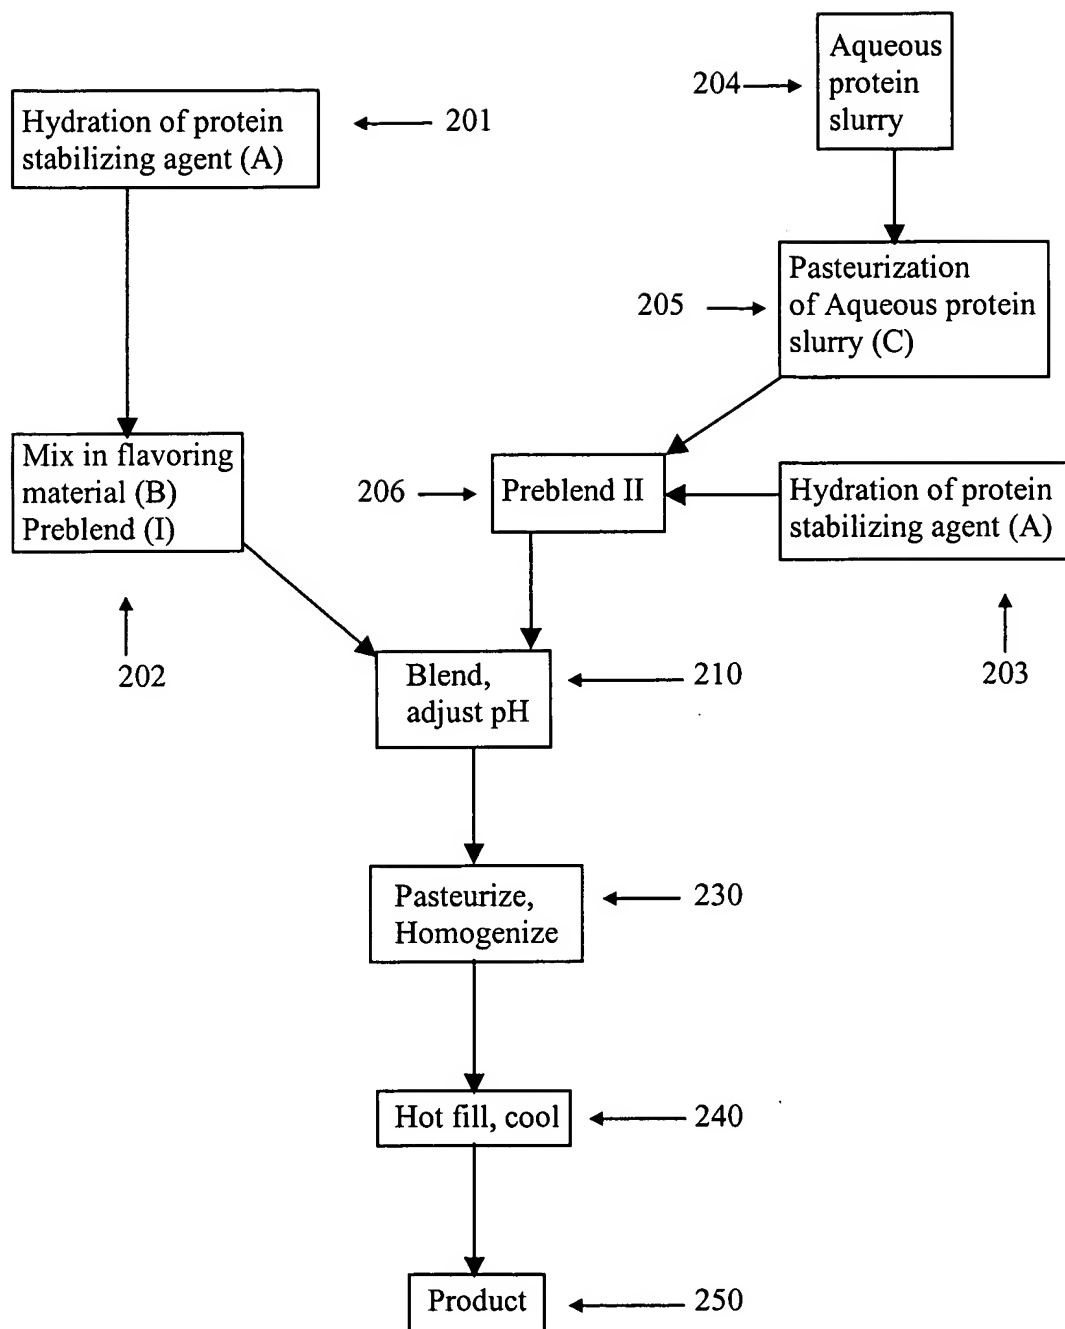 Aqueous
protein
slurry
204
Hydration of protein
stabilizing agent (A)
201
Pasteurization
of Aqueous protein
slurry (C)
205
Mix in flavoring
material (B)
Preblend (I)
206
Preblend II
Hydration of protein
stabilizing agent (A)
202
203
Blend,
adjust pH
210
Pasteurize,
Homogenize
230
Hot fill, cool
240
Product
250